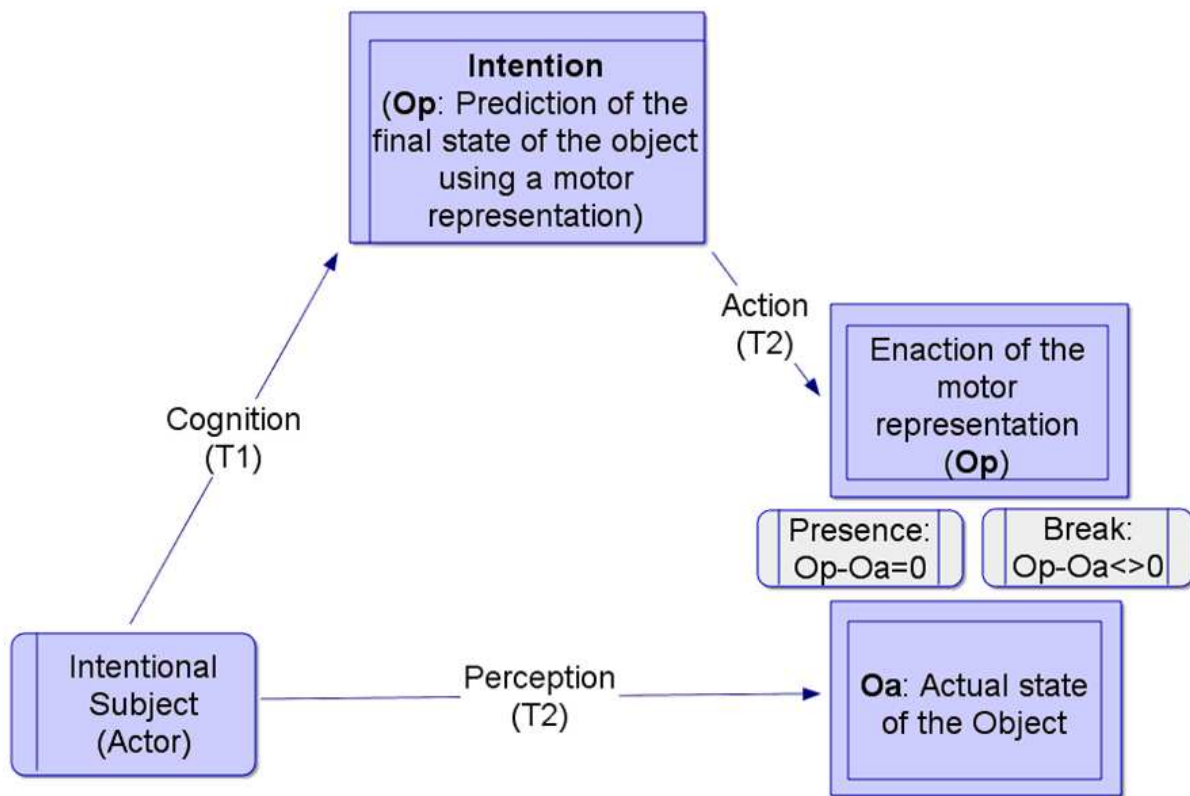 Intention
(Op: Prediction of the
final state of the object
using a motor
representation)
Action
(T2)
Enaction of the
motor
representation
(Op)
Cognition
(T1)
Presence:
Op-Oa=0
Break:
Op-Oa<>0
Intentional
Subject
(Actor)
Perception
(T2)
Oa: Actual state
of the Object